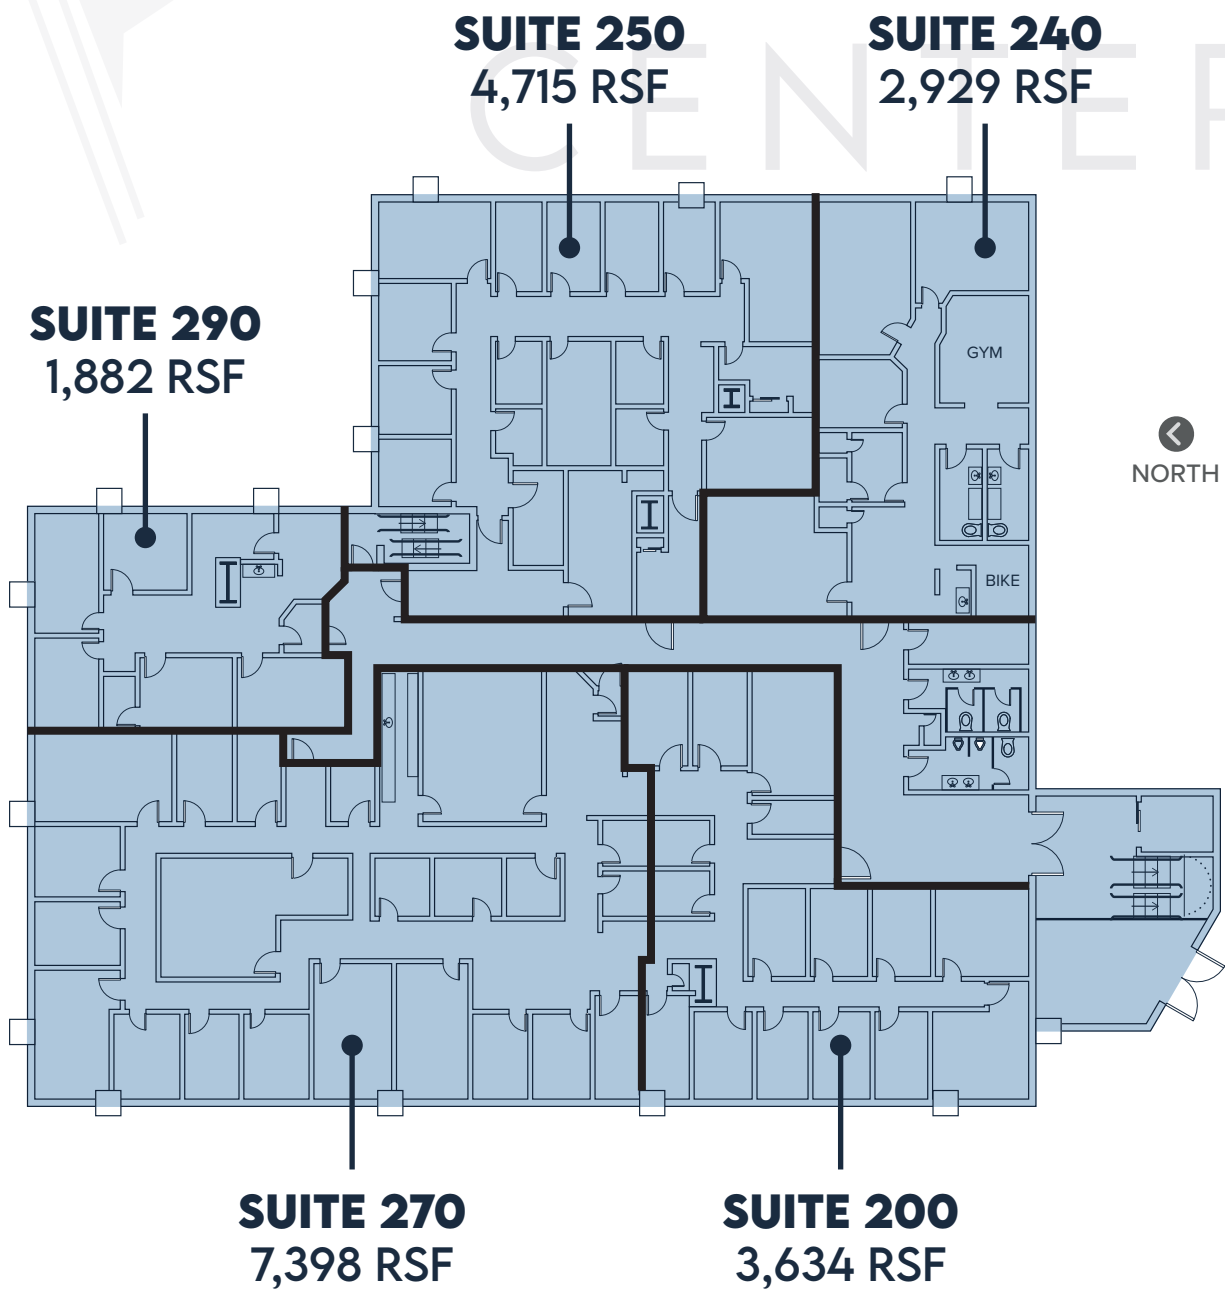 SUITE 250
4,715 RSF
SUITE 240
2,929 RSF
CENTER
SUITE 290
1,882 RSF
GYM
NORTH
BIKE
SUITE 270
7,398 RSF
SUITE 200
3,634 RSF